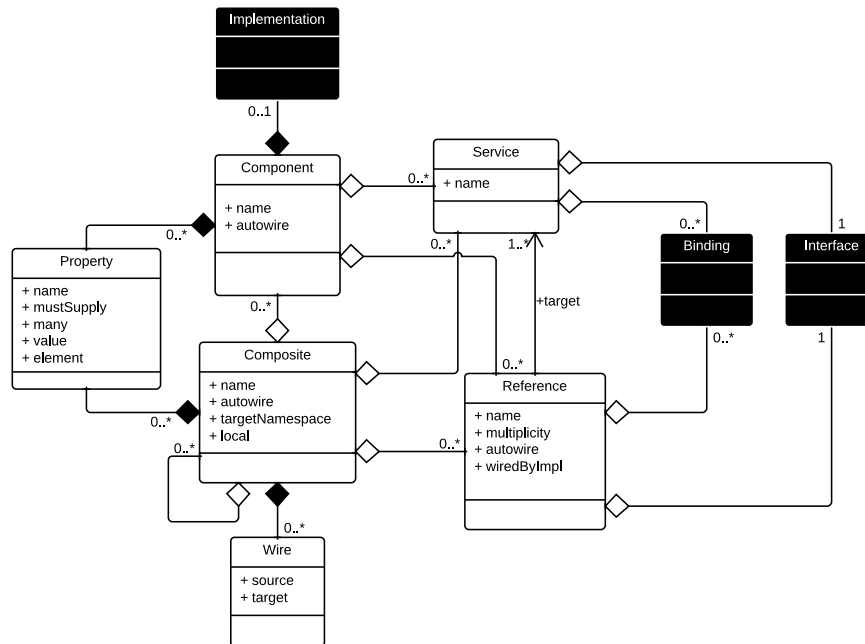 Implementation
0..1
Component
+ name
+ autowire
0..*
Service
+ name
0..*
0..*
1..*
0..*
1
Property
+ name
+ mustSupply
+ many
+ value
+ element
Binding
Interface
0..*
+target
0..*
1
Composite
+ name
+ autowire
+ targetNamespace
+ local
0..*
0..*
0..*
0..*
Reference
+ name
+ multiplicity
+ autowire
+ wiredByImpl
0..*
Wire
+ source
+ target